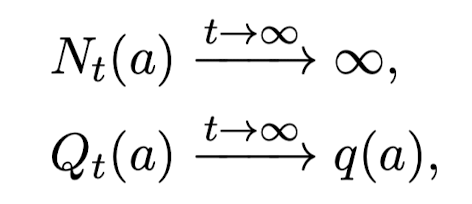 $N_t(a) \xrightarrow{t \to \infty} \infty,$
$Q_t(a) \xrightarrow{t \to \infty} q(a),$